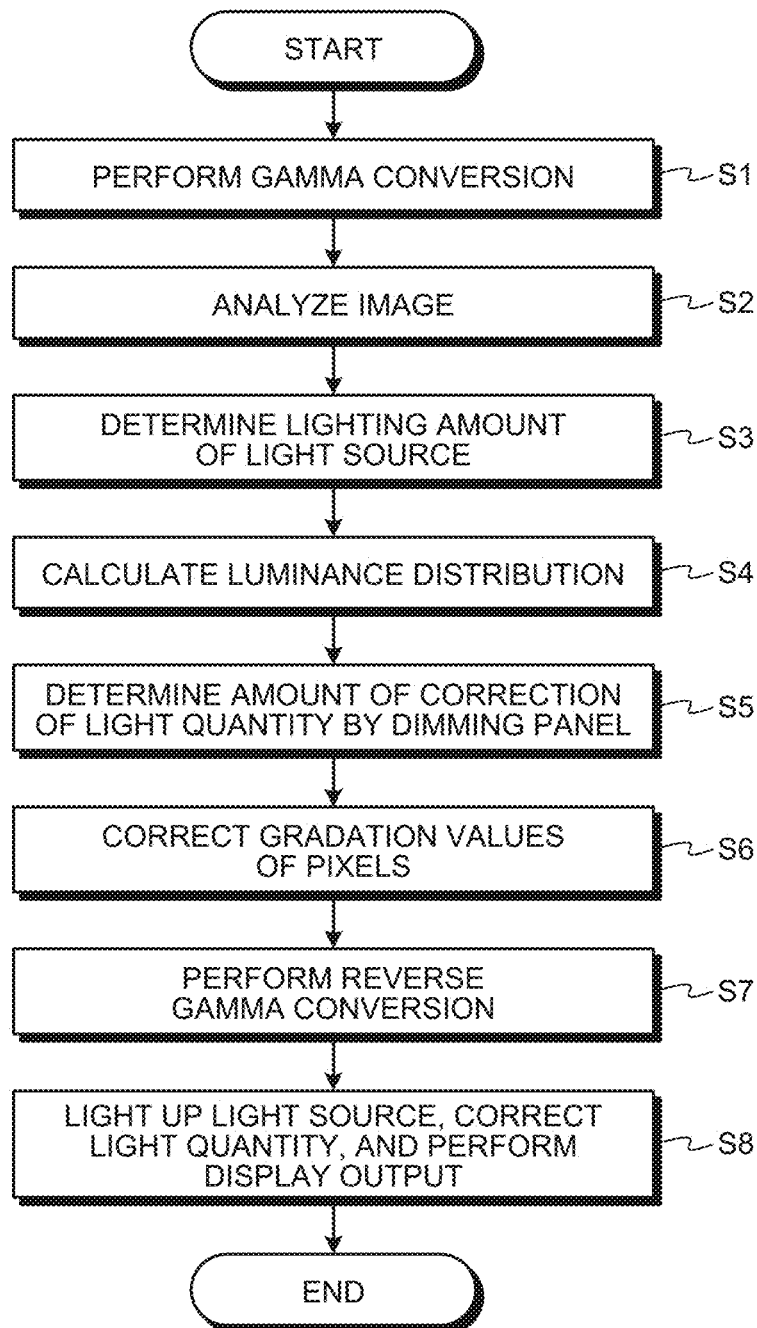 START
PERFORM GAMMA CONVERSION
S1
ANALYZE IMAGE
S2
DETERMINE LIGHTING AMOUNT
OF LIGHT SOURCE
S3
CALCULATE LUMINANCE DISTRIBUTION
S4
DETERMINE AMOUNT OF CORRECTION
OF LIGHT QUANTITY BY DIMMING PANEL
S5
CORRECT GRADATION VALUES
OF PIXELS
S6
PERFORM REVERSE
GAMMA CONVERSION
S7
LIGHT UP LIGHT SOURCE, CORRECT
LIGHT QUANTITY, AND PERFORM
DISPLAY OUTPUT
S8
END